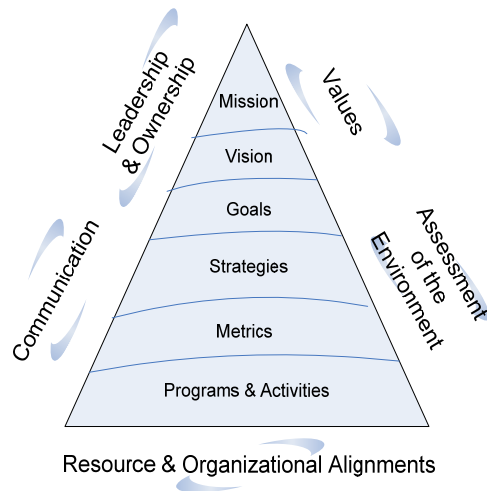 Leadership
& Ownership
Values
Mission
Vision
Goals
Strategies
Metrics
Programs & Activities
Communication
Assessment
of the
Environment
Resource & Organizational Alignments